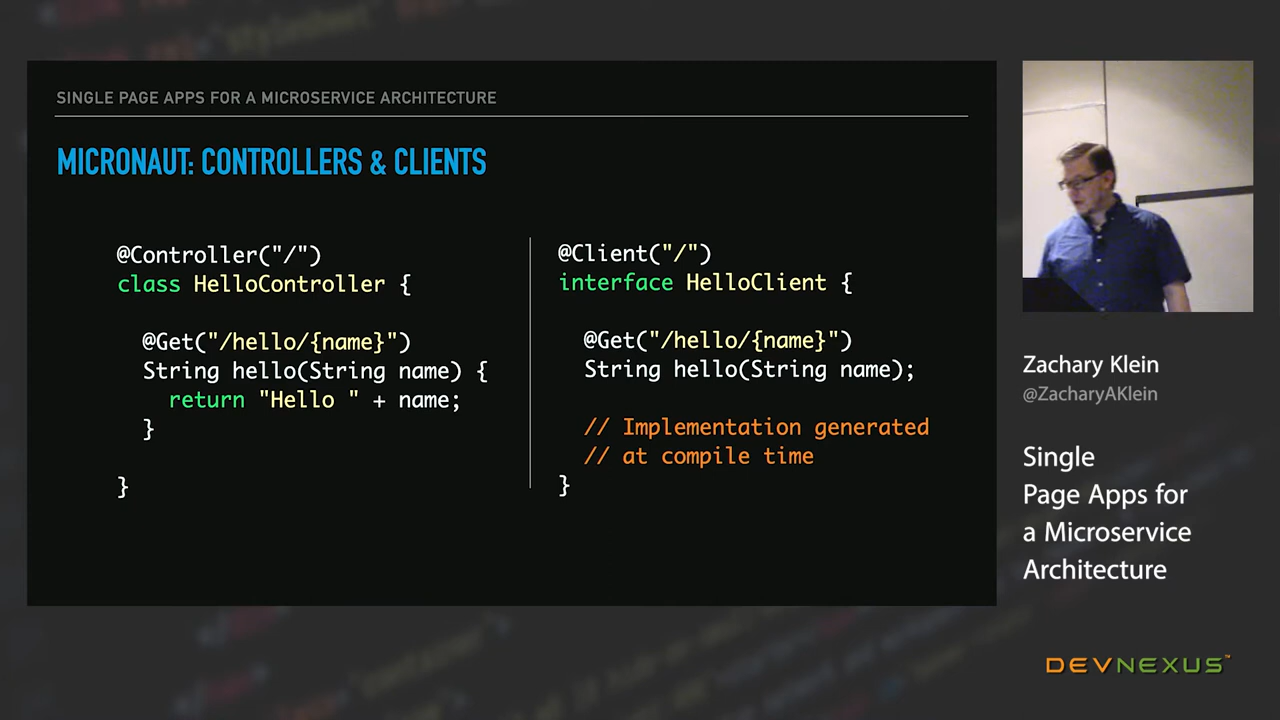 SINGLE PAGE APPS FOR A MICROSERVICE ARCHITECTURE
MICRONAUT: CONTROLLERS & CLIENTS
@Controller("/")
class HelloController {
@Get("/hello/{name}")
String hello(String name) {
return "Hello " + name;
}
}
@Client("/")
interface HelloClient {
@Get("/hello/{name}")
String hello(String name);
// Implementation generated
// at compile time
}
Zachary Klein
@ZacharyAKlein
Single
Page Apps for
a Microservice
Architecture
DEVNEXUS™